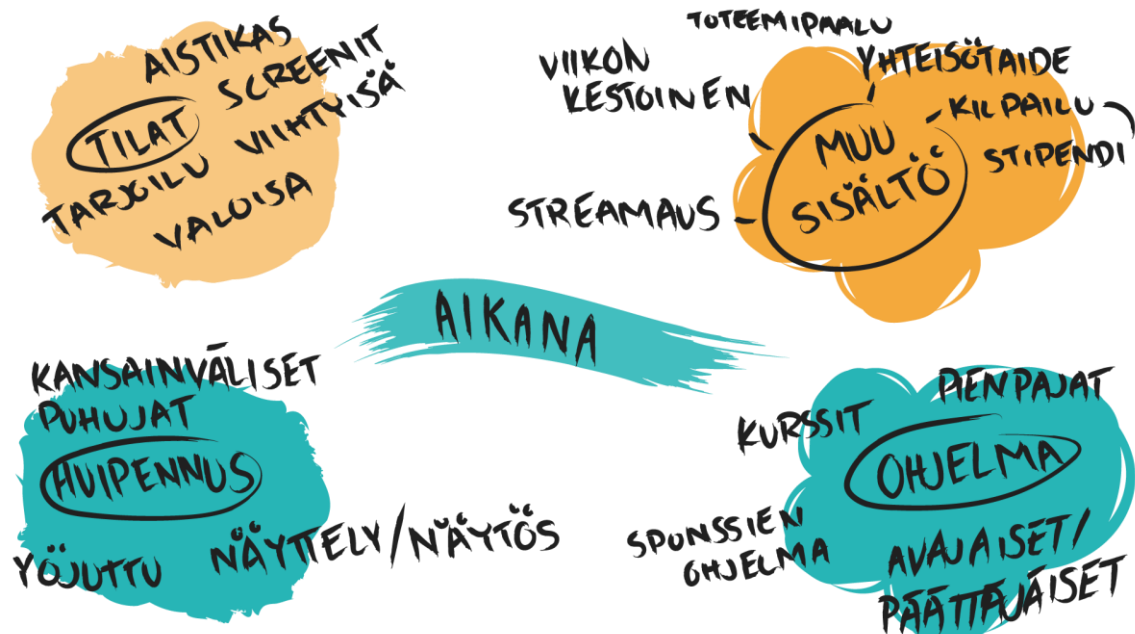 AISTIKAS
SCREENIT
TILAT
VIIHTYISÄ
TARJOILU
VALOISA
TOTEEMIPAALU
VIIKON
KESTOINEN
YHTEISÖTAIDE
KILPAILU
STIPENDI
MUU
SISÄLTÖ
STREAMAUS
AIKANA
KANSAINVÄLISET
PUHUJAT
HUIPENNUS
YÖJUTTU
NÄYTTELY/NÄYTÖS
PIENPAJAT
KURSSIT
OHJELMA
SPONSSIEN
OHJELMA
AVAJAISET/
PÄÄTTÄJÄISET